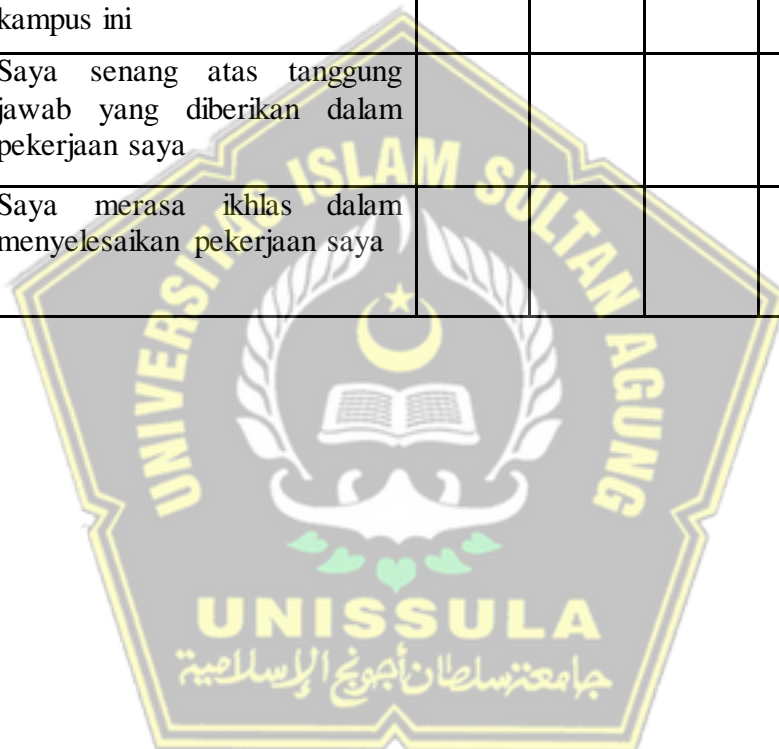 kampus ini
Saya senang atas tanggung
jawab yang diberikan dalam
pekerjaan saya
Saya merasa ikhlas dalam
menyelesaikan pekerjaan saya
UNIVERSITAS ISLAM SULTAN AGUNG
UNISSULA
جامعة سلطان أجونج الإسلامية